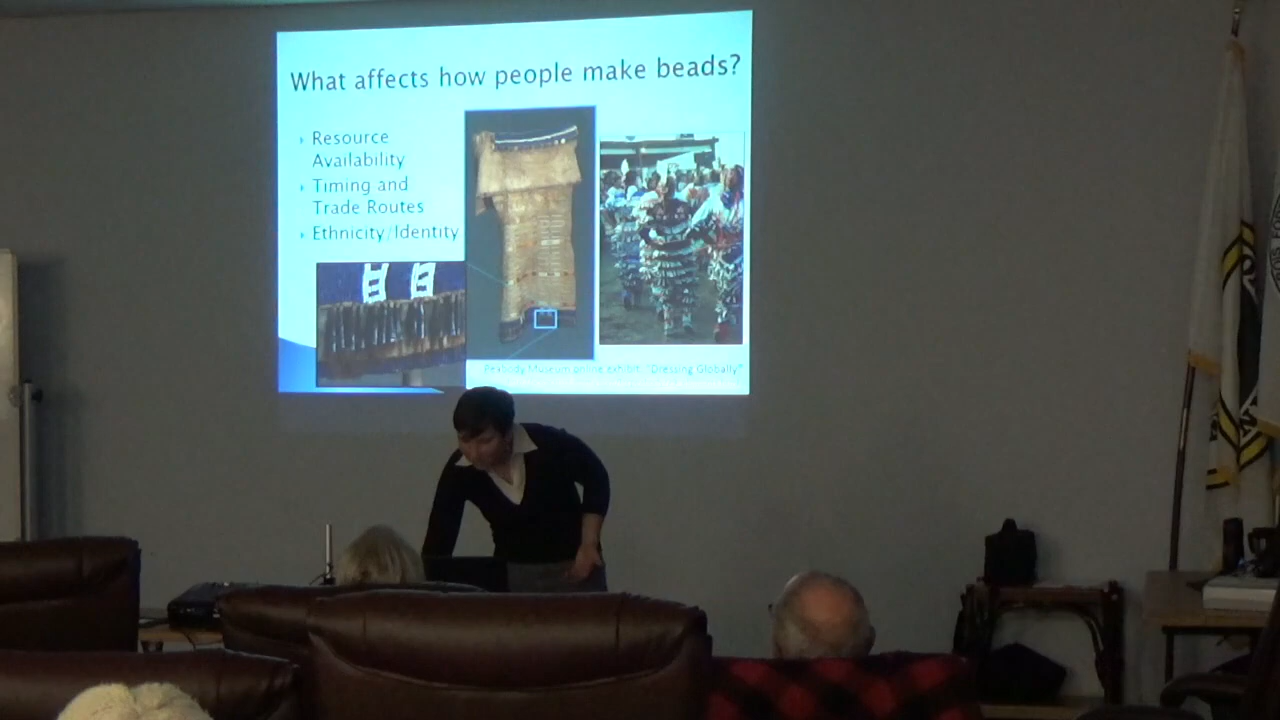 What affects how people make beads?
Resource
Availability
Timing and
Trade Routes
Ethnicity/Identity
Peabody Museum online exhibit, "Dressing Globally"